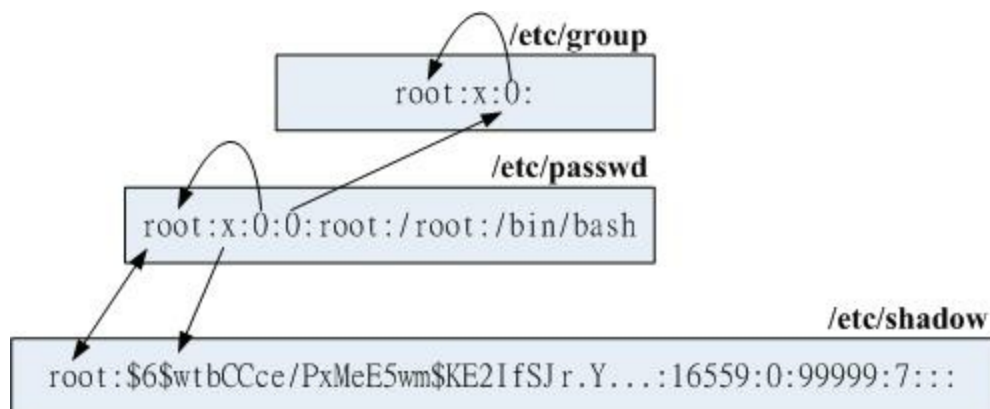 /etc/group
root:x:0:
/etc/passwd
root:x:0:0:root:/root:/bin/bash
/etc/shadow
root:$6$wtbCCce/PxMeE5wm$KE2IfSJr.Y...:16559:0:99999:7:::